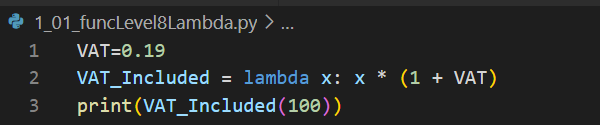 1_01_funcLevel8Lambda.py > ...
1 VAT=0.19
2 VAT_Included = lambda x: x * (1 + VAT)
3 print(VAT_Included(100))